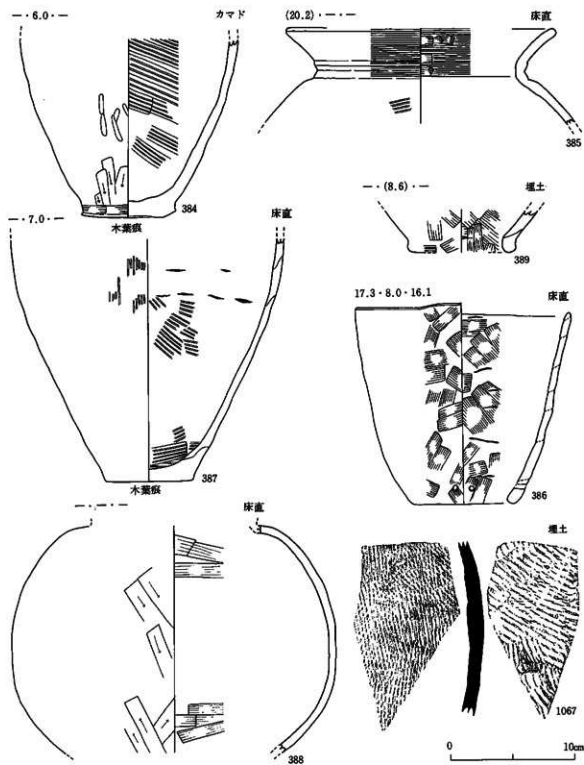 - · 6.0 · -
カマド
384
木葉痕
(20.2) · - · -
床直
385
- · (8.6) · -
埋土
389
- · 7.0 · -
床直
387
木葉痕
17.3 · 8.0 · 16.1
床直
386
- · - · -
床直
388
埋土
1067
0 10cm